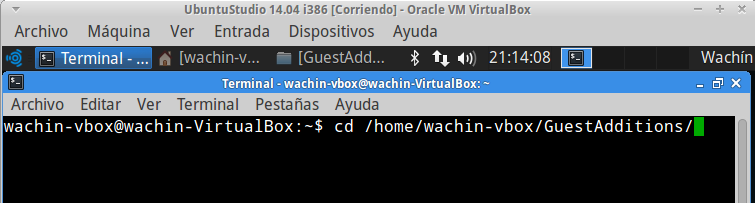 UbuntuStudio 14.04 i386 [Corriendo] - Oracle VM VirtualBox
Archivo Máquina Ver Entrada Dispositivos Ayuda
Terminal - ... [wachin-v... [GuestAdd... 21:14:08 Wachín
Terminal - wachin-vbox@wachin-VirtualBox: ~
Archivo Editar Ver Terminal Pestañas Ayuda
wachin-vbox@wachin-VirtualBox:~$ cd /home/wachin-vbox/GuestAdditions/